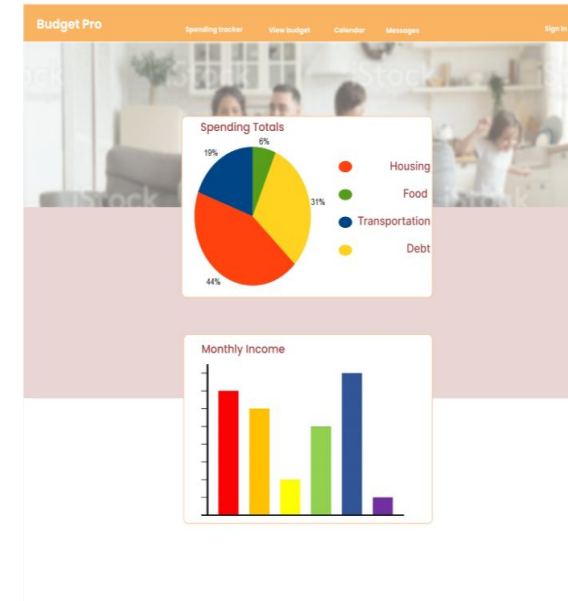 Budget Pro
Spending tracker View budget Calendar Messages Sign in
iStock iStock
Spending Totals
19%
6%
31%
44%
Housing
Food
Transportation
Debt
iStock iStock
Monthly Income